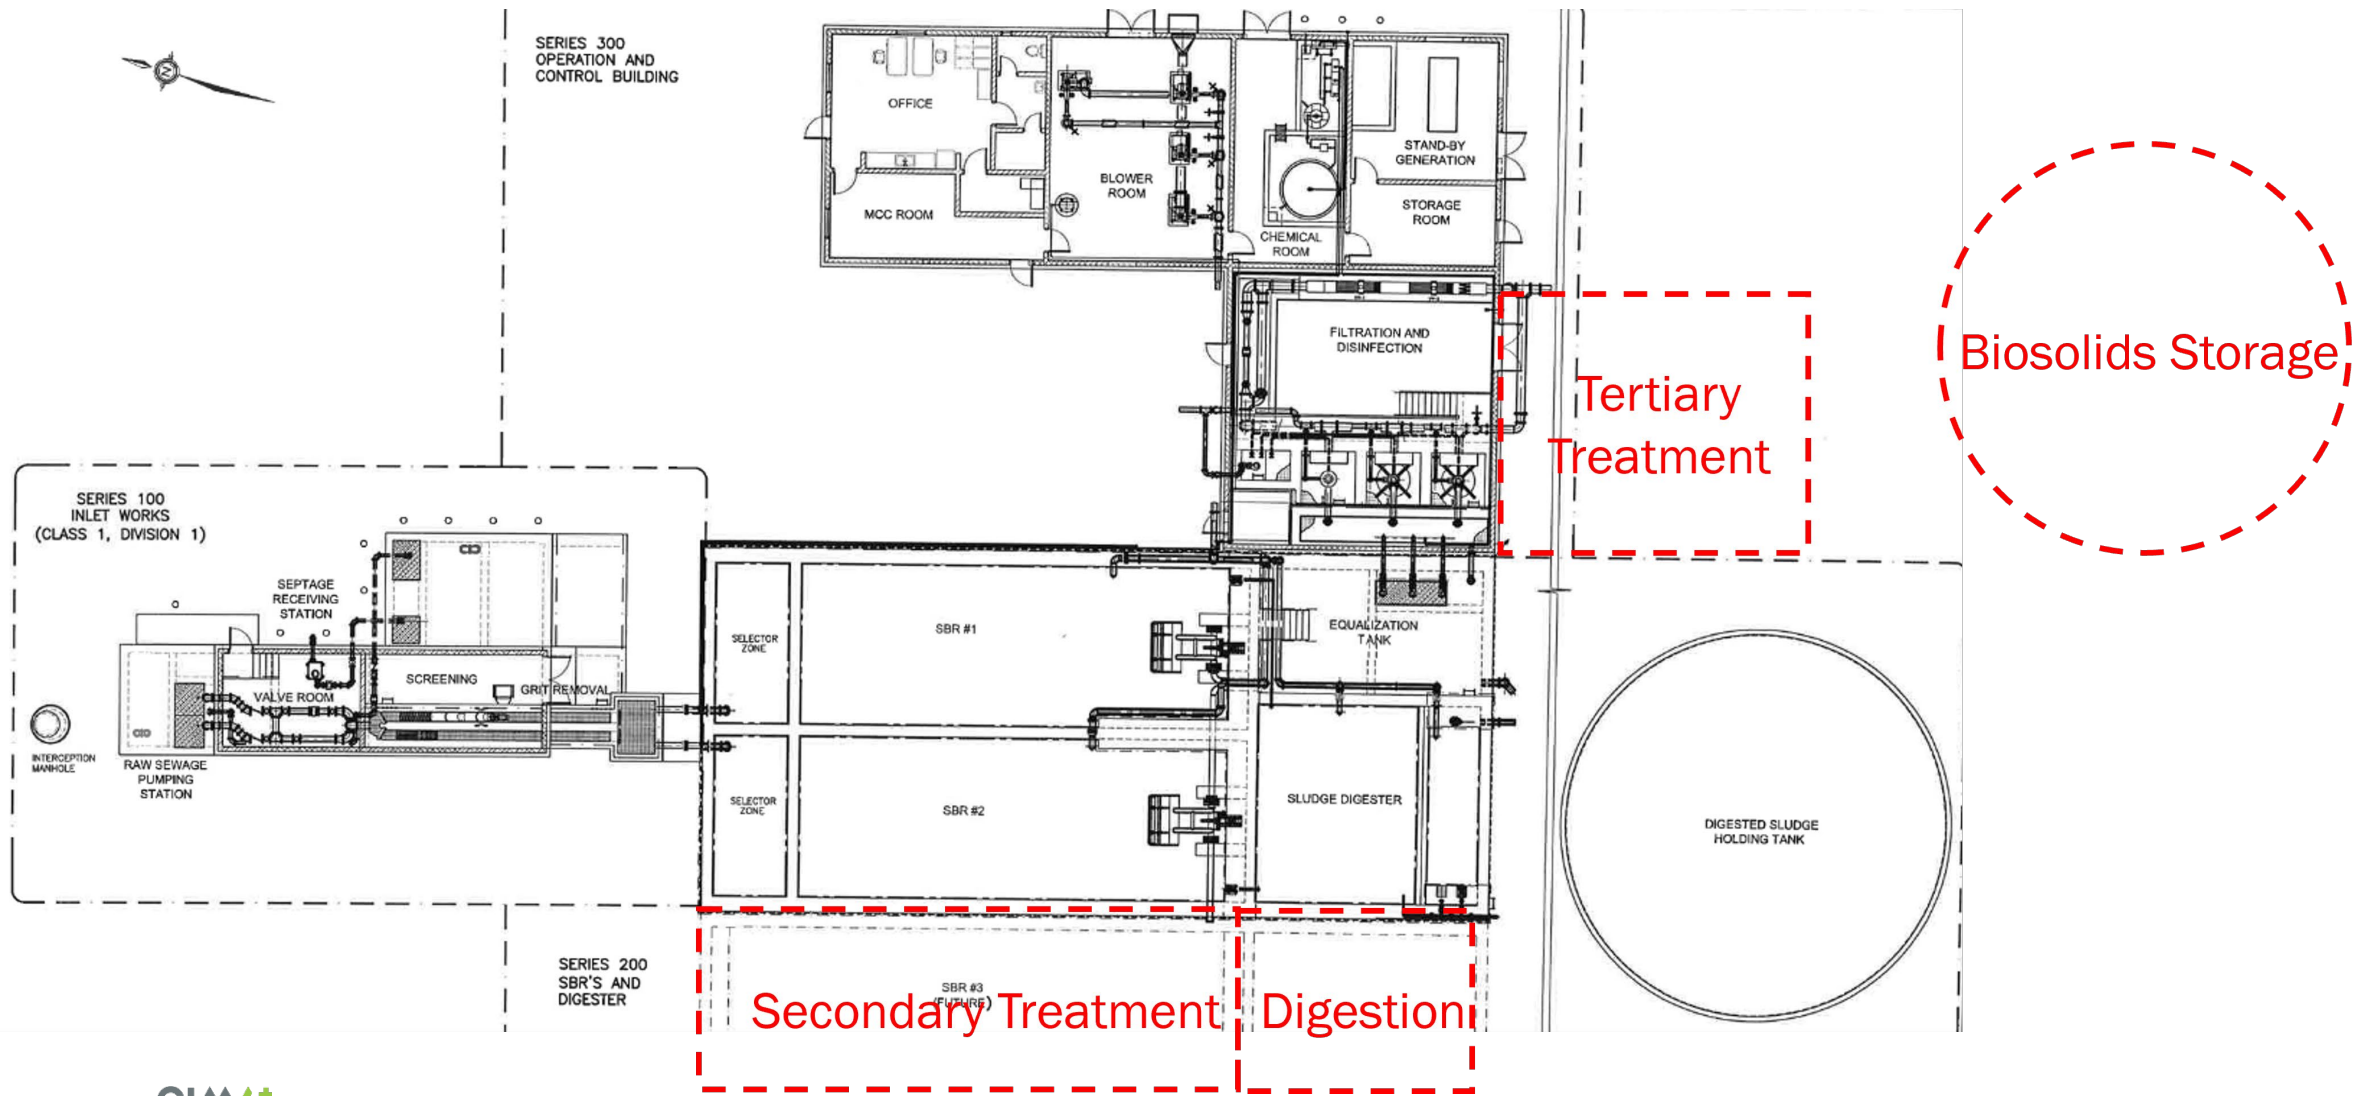 SERIES 300
OPERATION AND
CONTROL BUILDING
OFFICE
MCC ROOM
BLOWER
ROOM
CHEMICAL
ROOM
STAND-BY
GENERATION
STORAGE
ROOM
FILTRATION AND
DISINFECTION
Tertiary
Treatment
Biosolids Storage
SERIES 100
INLET WORKS
(CLASS 1, DIVISION 1)
SEPTAGE
RECEIVING
STATION
VALVE ROOM
SCREENING
GRIT REMOVAL
INTERCEPTION
MANHOLE
RAW SEWAGE
PUMPING
STATION
SELECTOR
ZONE
SBR #1
EQUALIZATION
TANK
SELECTOR
ZONE
SBR #2
SLUDGE DIGESTER
DIGESTED SLUDGE
HOLDING TANK
SERIES 200
SBR'S AND
DIGESTER
SBR #3
(FUTURE)
Secondary Treatment
Digestion